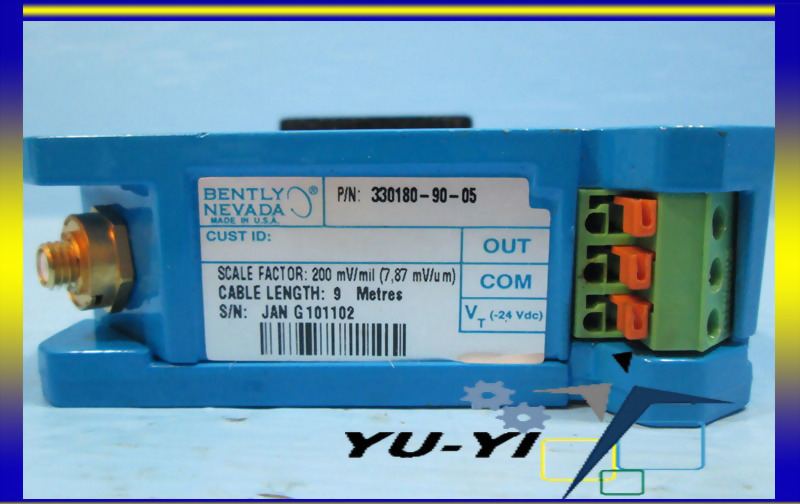 BENTLY ®
NEVADA
MADE IN U.S.A.
P/N: 330180-90-05
CUST ID:
OUT
SCALE FACTOR: 200 mV/mil (7,87 mV/um)
COM
CABLE LENGTH: 9 Metres
S/N: JAN G101102
VT (-24 Vdc)
YU-YI